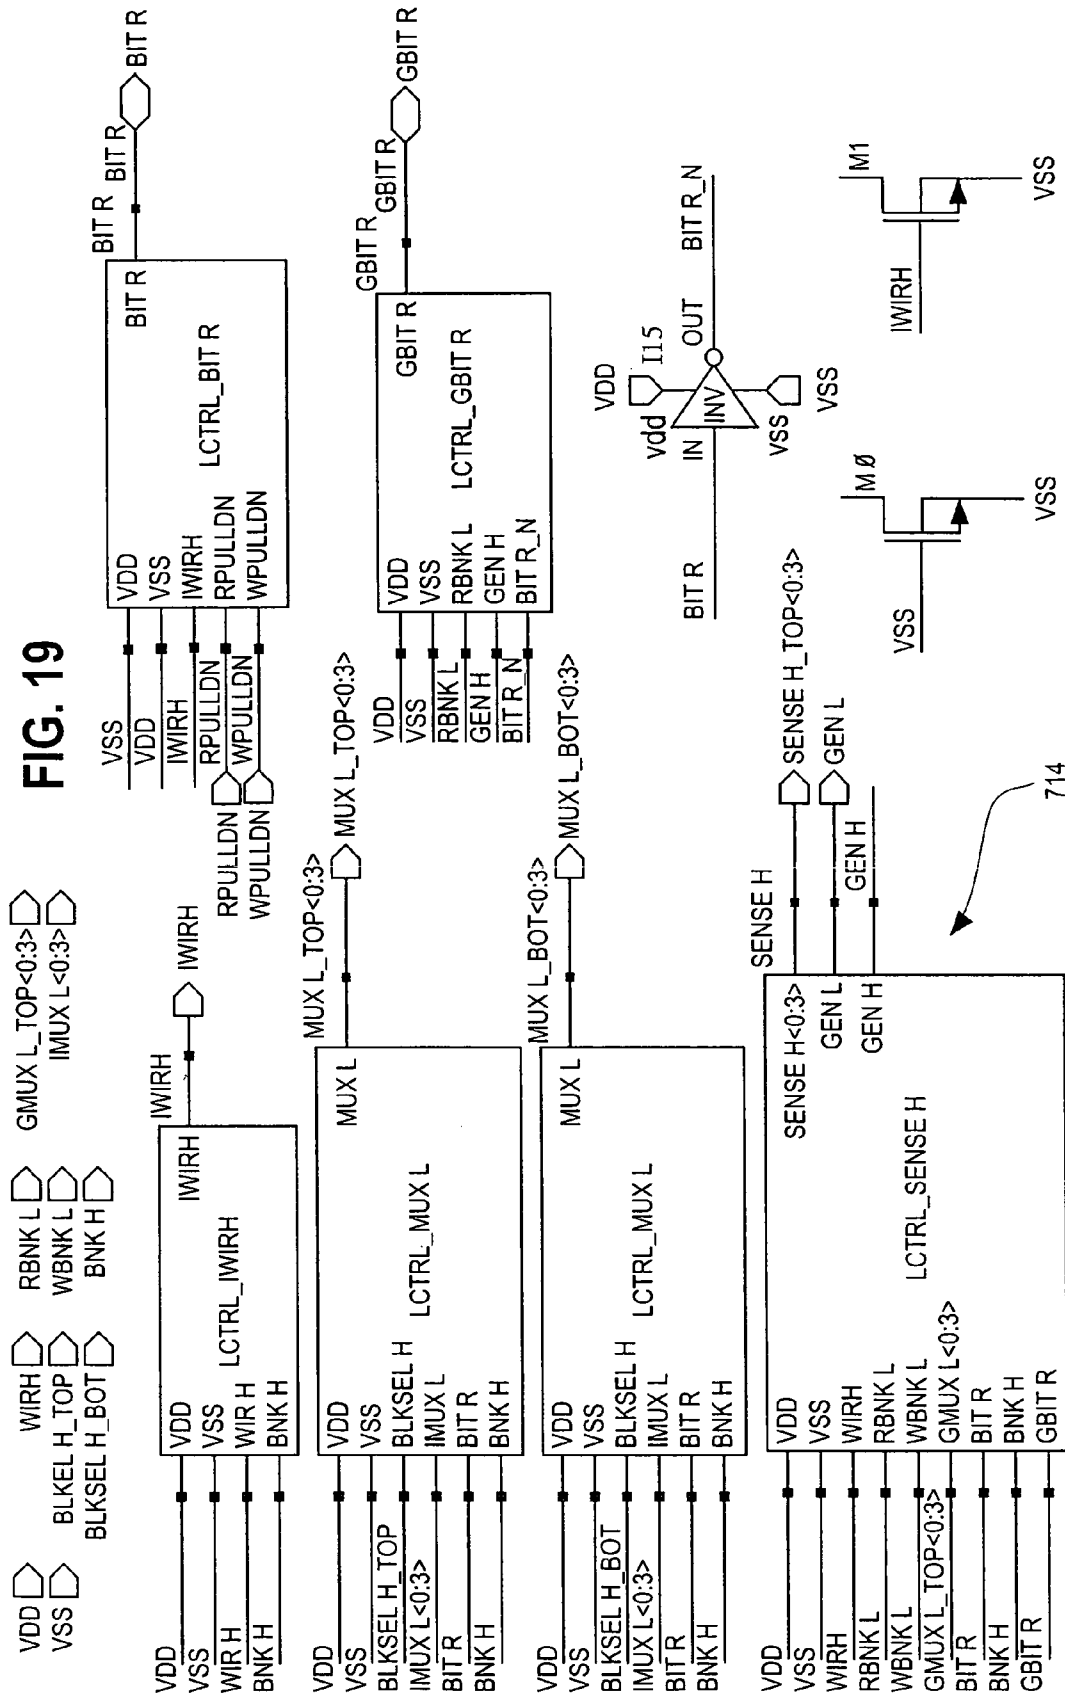 FIG. 19
VDD
VSS
WIRH
BLKEL H_TOP
BLKSEL H_BOT
RBNK L
WBNK L
BNK H
GMUX L_TOP<0:3>
IMUX L<0:3>
VDD
VSS
WIR H
BNK H
VDD
VSS
WIR H
BNK H
LCTRL_IWIRH
IWIRH
IWIRH
IWIRH
VSS
VDD
IWIRH
RPULLDN
WPULLDN
RPULLDN
WPULLDN
VDD
VSS
IWIRH
RPULLDN
WPULLDN
LCTRL_BIT R
BIT R
BIT R
BIT R
BIT R
VDD
VSS
BLKSEL H_TOP
IMUX L<0:3>
BIT R
BNK H
VDD
VSS
BLKSEL H
IMUX L
BIT R
BNK H
LCTRL_MUX L
MUX L
MUX L_TOP<0:3>
MUX L_TOP<0:3>
VDD
VSS
RBNK L
GEN H
BIT R_N
VDD
VSS
RBNK L
GEN H
BIT R_N
LCTRL_GBIT R
GBIT R
GBIT R
GBIT R
GBIT R
VDD
VSS
BLKSEL H_BOT
IMUX L<0:3>
BIT R
BNK H
VDD
VSS
BLKSEL H
IMUX L
BIT R
BNK H
LCTRL_MUX L
MUX L
MUX L_BOT<0:3>
MUX L_BOT<0:3>
BIT R
IN
vdd
VDD
I15
INV
OUT
BIT R_N
VSS
VSS
VDD
VSS
WIRH
RBNK L
WBNK L
GMUX L_TOP<0:3>
BIT R
BNK H
GBIT R
VDD
VSS
WIRH
RBNK L
WBNK L
GMUX L<0:3>
BIT R
BNK H
GBIT R
LCTRL_SENSE H
SENSE H<0:3>
GEN L
GEN H
SENSE H
SENSE H_TOP<0:3>
GEN L
GEN H
714
VSS
MØ
VSS
IWIRH
M1
VSS